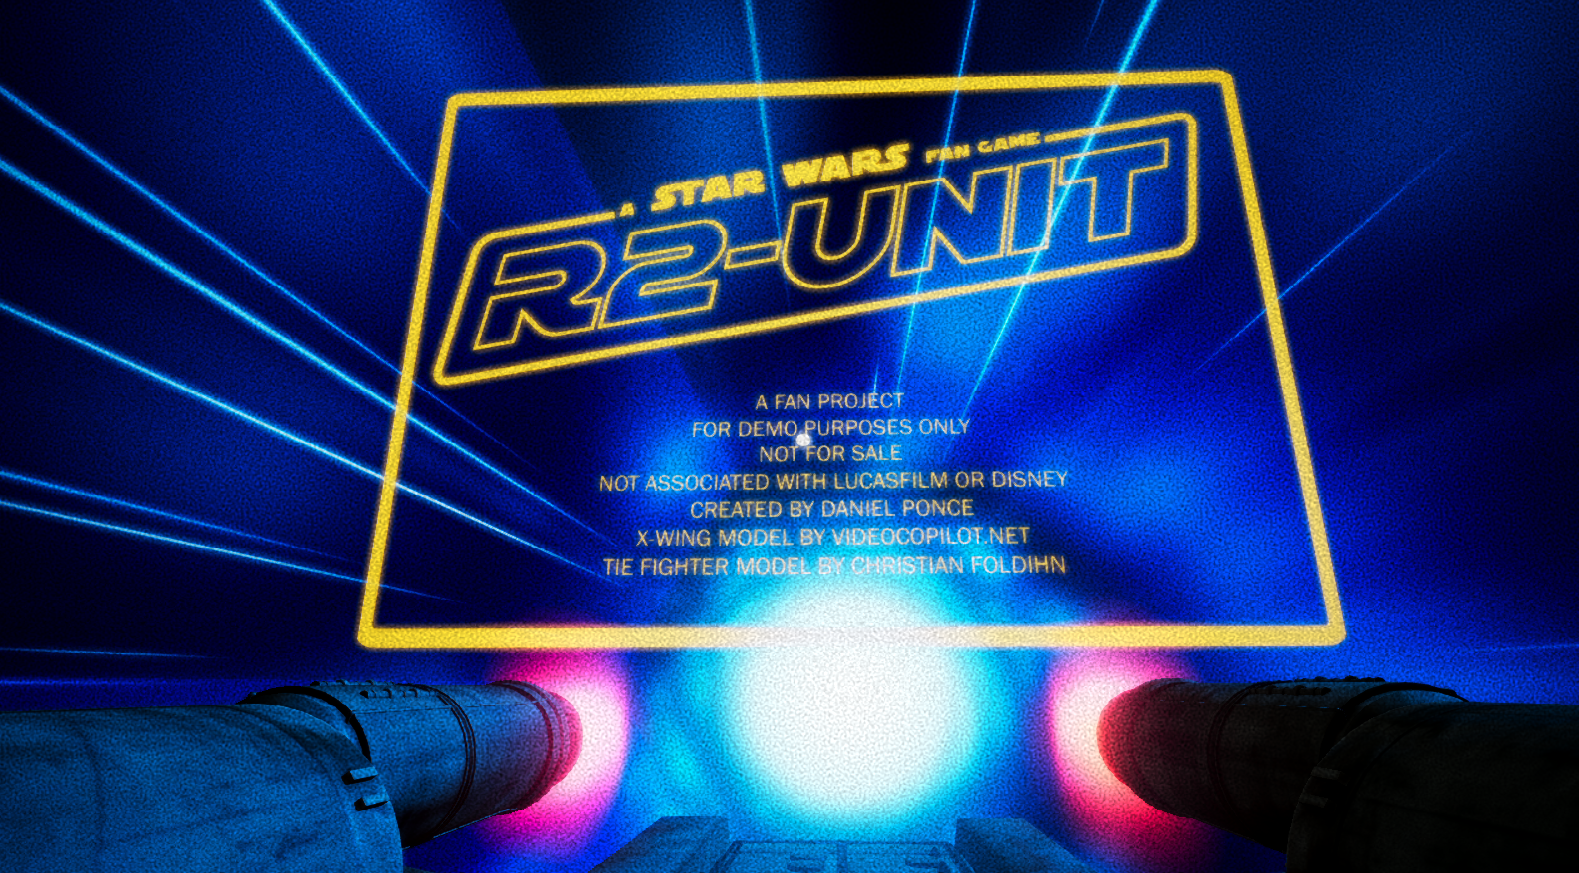 A STAR WARS FAN GAME
R2-UNIT
A FAN PROJECT
FOR DEMO PURPOSES ONLY
NOT FOR SALE
NOT ASSOCIATED WITH LUCASFILM OR DISNEY
CREATED BY DANIEL PONCE
X-WING MODEL BY VIDEOCOPILOT.NET
TIE FIGHTER MODEL BY CHRISTIAN FOLDIHN